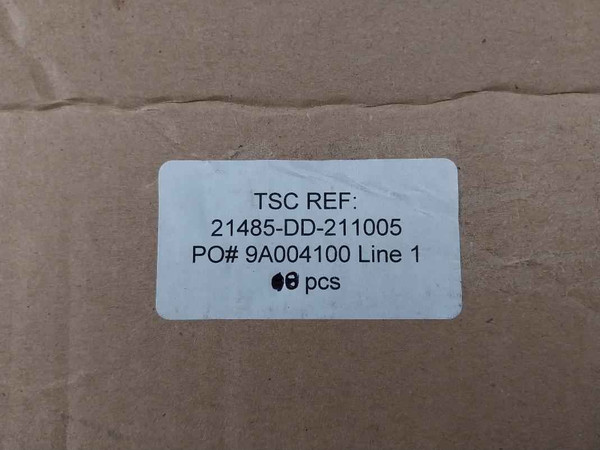 TSC REF:
21485-DD-211005
PO# 9A004100 Line 1
pcs